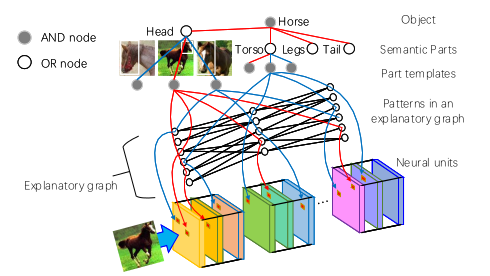 Horse
Object
Head
AND node
OR node
Torso
Legs
Tail
Semantic Parts
Part templates
Patterns in an
explanatory graph
Explanatory graph
Neural units
...